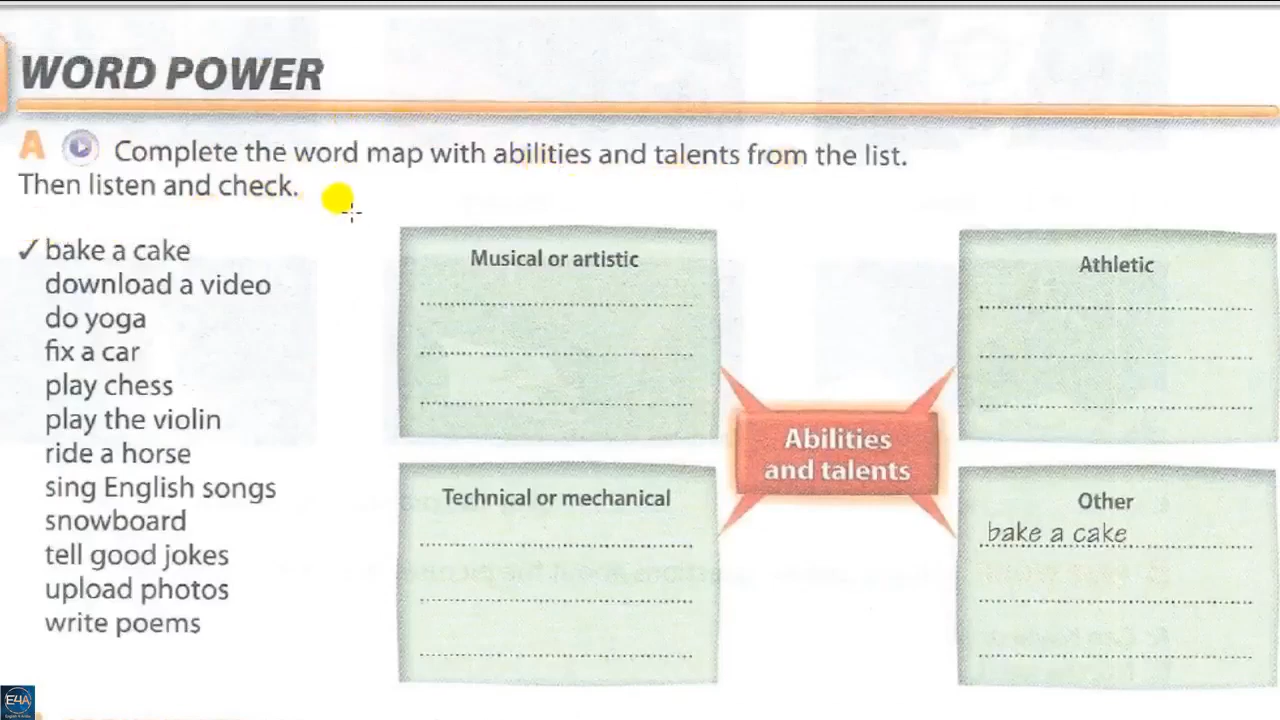 WORD POWER
A Complete the word map with abilities and talents from the list.
Then listen and check.
✓ bake a cake
download a video
do yoga
fix a car
play chess
play the violin
ride a horse
sing English songs
snowboard
tell good jokes
upload photos
write poems
Musical or artistic
Athletic
Abilities
and talents
Technical or mechanical
Other
bake a cake
E4A